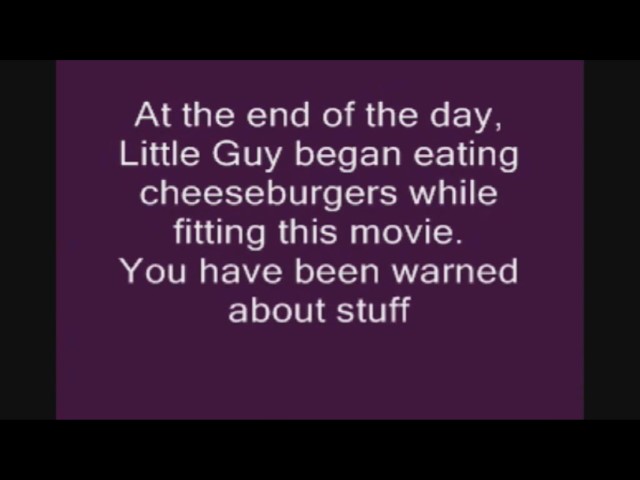 At the end of the day,
Little Guy began eating
cheeseburgers while
fitting this movie.
You have been warned
about stuff